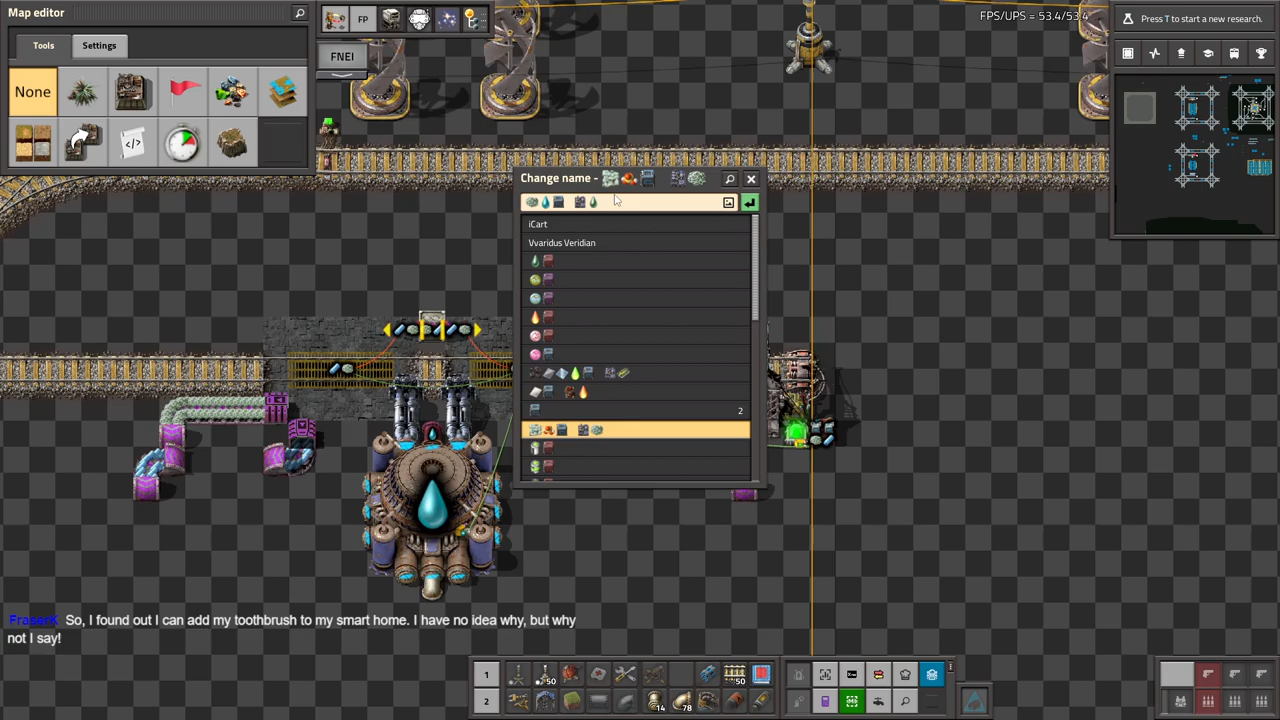 Map editor
FP
FPS/UPS = 53.4/53.4
Press T to start a new research.
Tools
Settings
FNEI
None
</>
Change name -
iCart
Vvaridus Veridian
2
FraserK So, I found out I can add my toothbrush to my smart home. I have no idea why, but why
not I say!
1
50
50
2
14
78